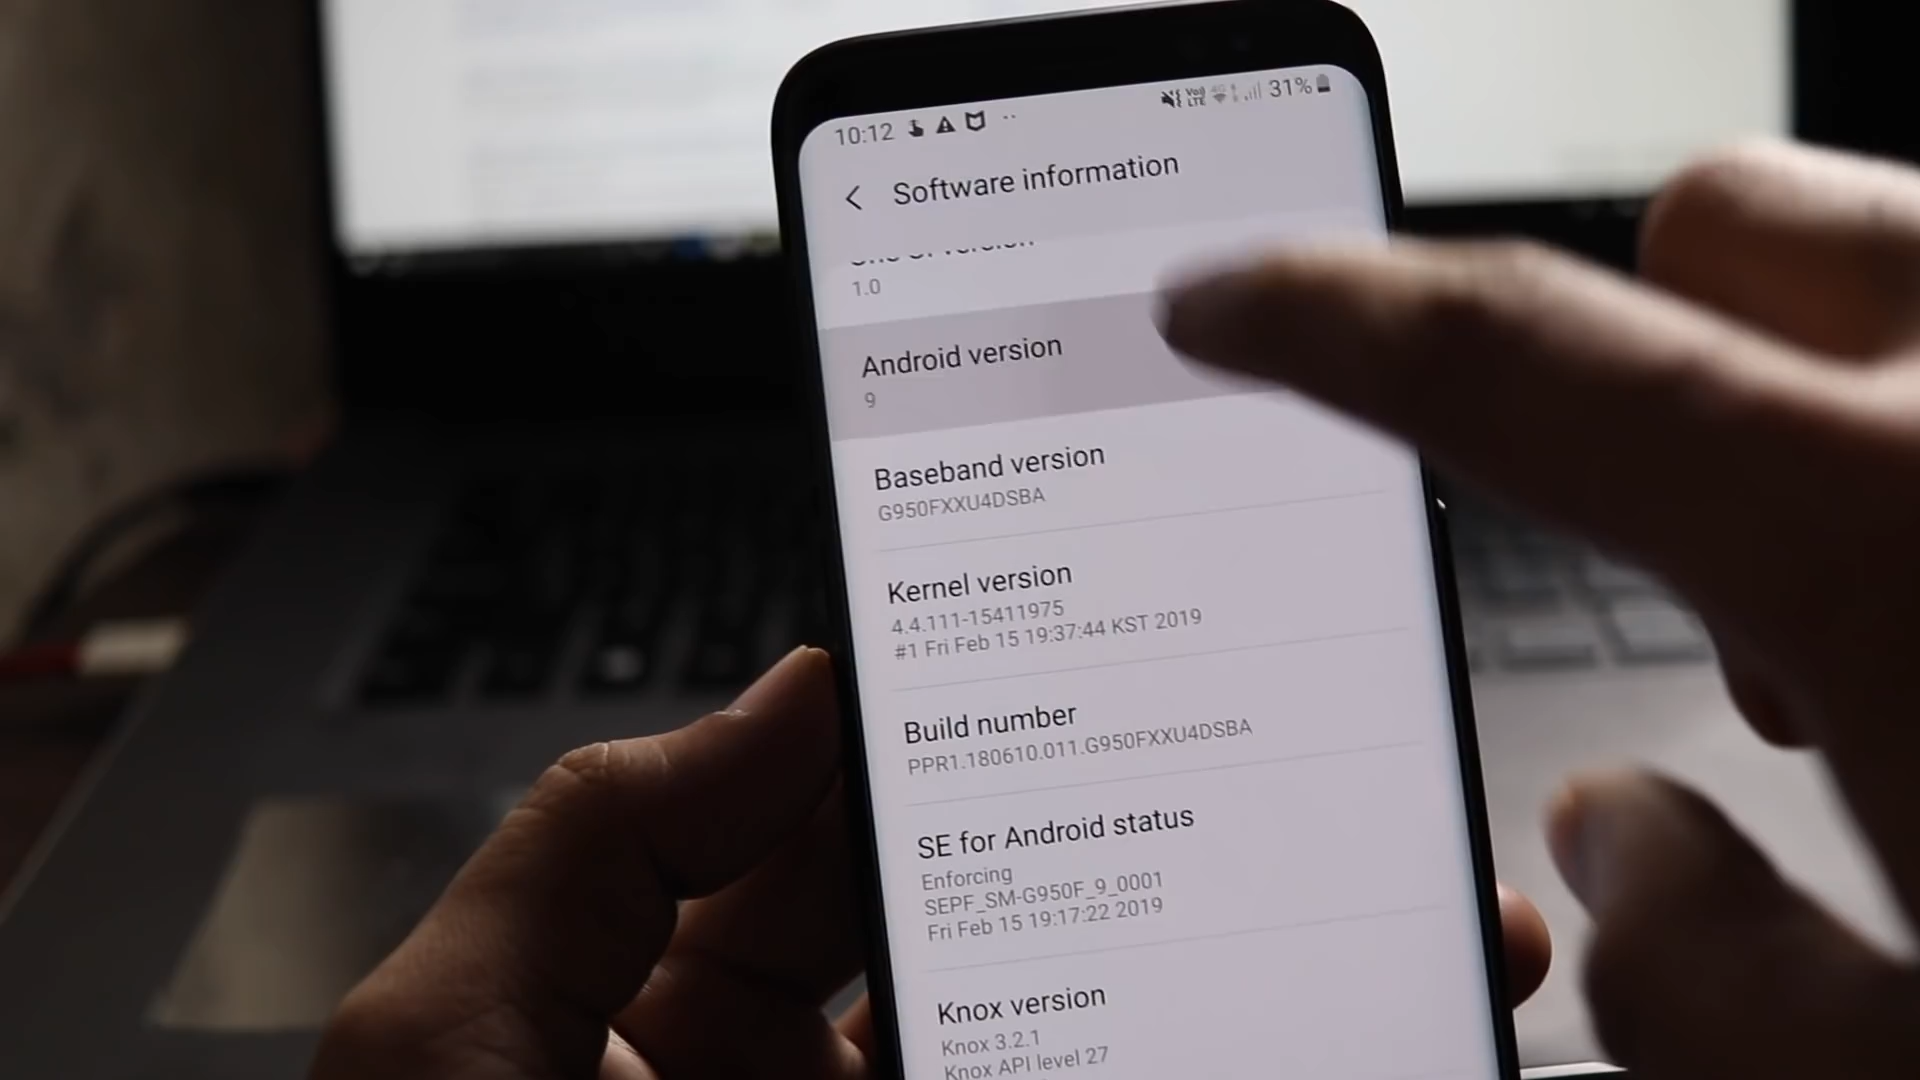 10:12
Vo)) LTE 4G 31%
Software information
1.0
Android version
9
Baseband version
G950FXXU4DSBA
Kernel version
4.4.111-15411975
#1 Fri Feb 15 19:37:44 KST 2019
Build number
PPR1.180610.011.G950FXXU4DSBA
SE for Android status
Enforcing
SEPF_SM-G950F_9_0001
Fri Feb 15 19:17:22 2019
Knox version
Knox 3.2.1
Knox API level 27